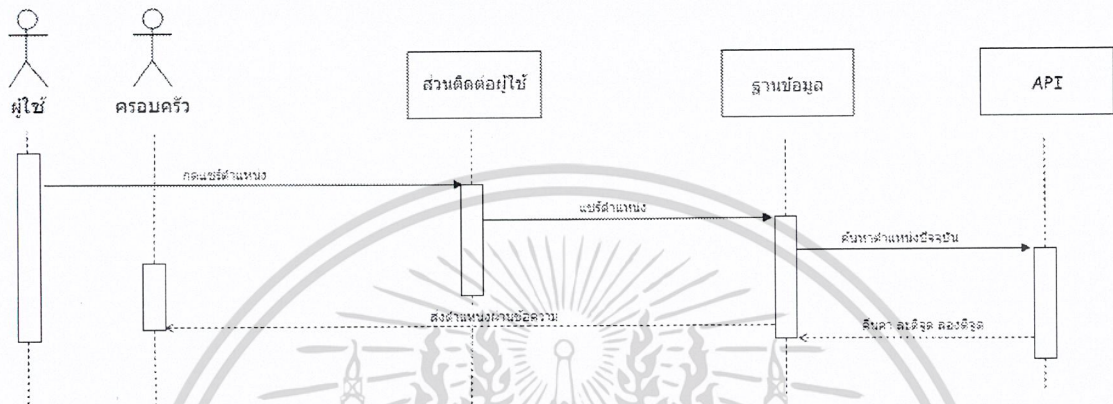 ผู้ใช้
ครอบครัว
ส่วนติดต่อผู้ใช้
ฐานข้อมูล
API
กดแชร์ตำแหน่ง
แชร์ตำแหน่ง
ค้นหาตำแหน่งปัจจุบัน
ส่งตำแหน่งผ่านข้อความ
คืนค่า ละติจูด ลองติจูด